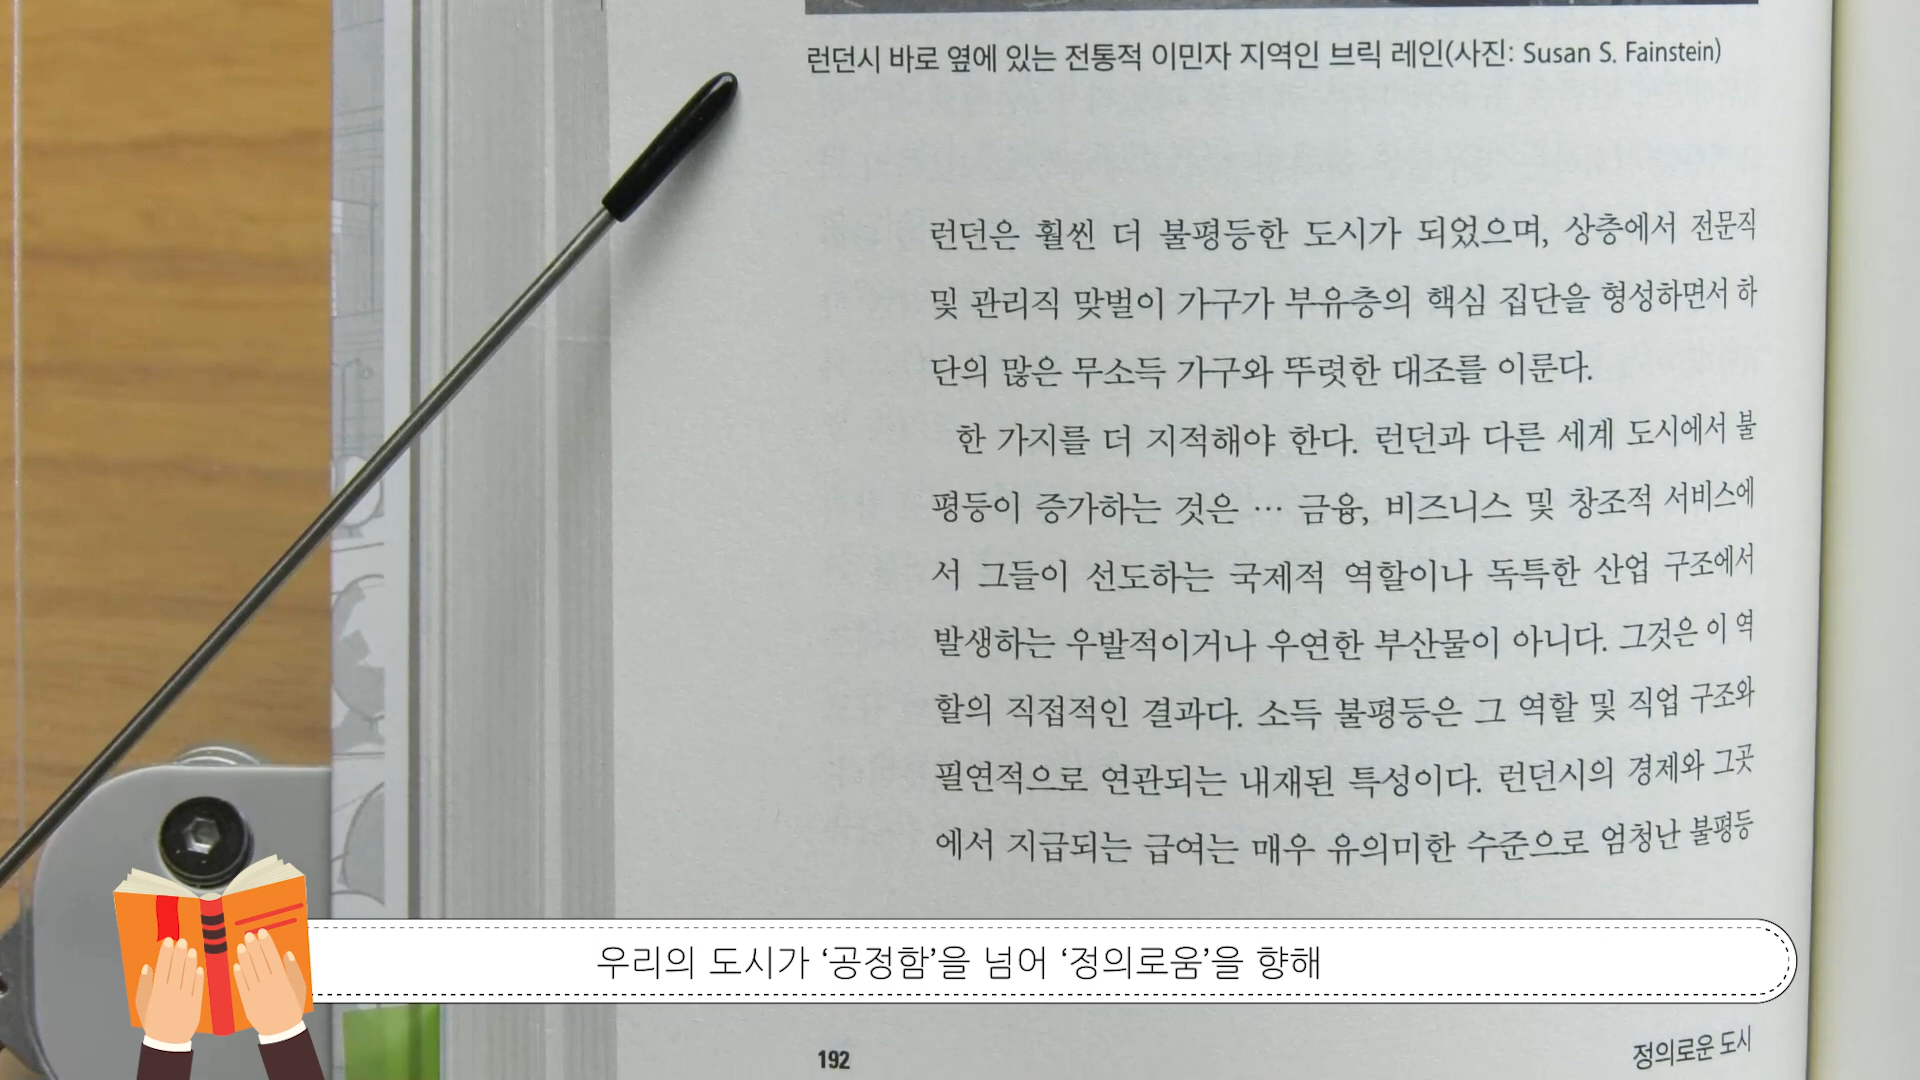 런던시 바로 옆에 있는 전통적 이민자 지역인 브릭 레인(사진: Susan S. Fainstein)
런던은 훨씬 더 불평등한 도시가 되었으며, 상층에서 전문직
및 관리직 맞벌이 가구가 부유층의 핵심 집단을 형성하면서 하
단의 많은 무소득 가구와 뚜렷한 대조를 이룬다.
한 가지를 더 지적해야 한다. 런던과 다른 세계 도시에서 불
평등이 증가하는 것은 … 금융, 비즈니스 및 창조적 서비스에
서 그들이 선도하는 국제적 역할이나 독특한 산업 구조에서
발생하는 우발적이거나 우연한 부산물이 아니다. 그것은 이 역
할의 직접적인 결과다. 소득 불평등은 그 역할 및 직업 구조와
필연적으로 연관되는 내재된 특성이다. 런던시의 경제와 그곳
에서 지급되는 급여는 매우 유의미한 수준으로 엄청난 불평등
우리의 도시가 ‘공정함’을 넘어 ‘정의로움’을 향해
192
정의로운 도시